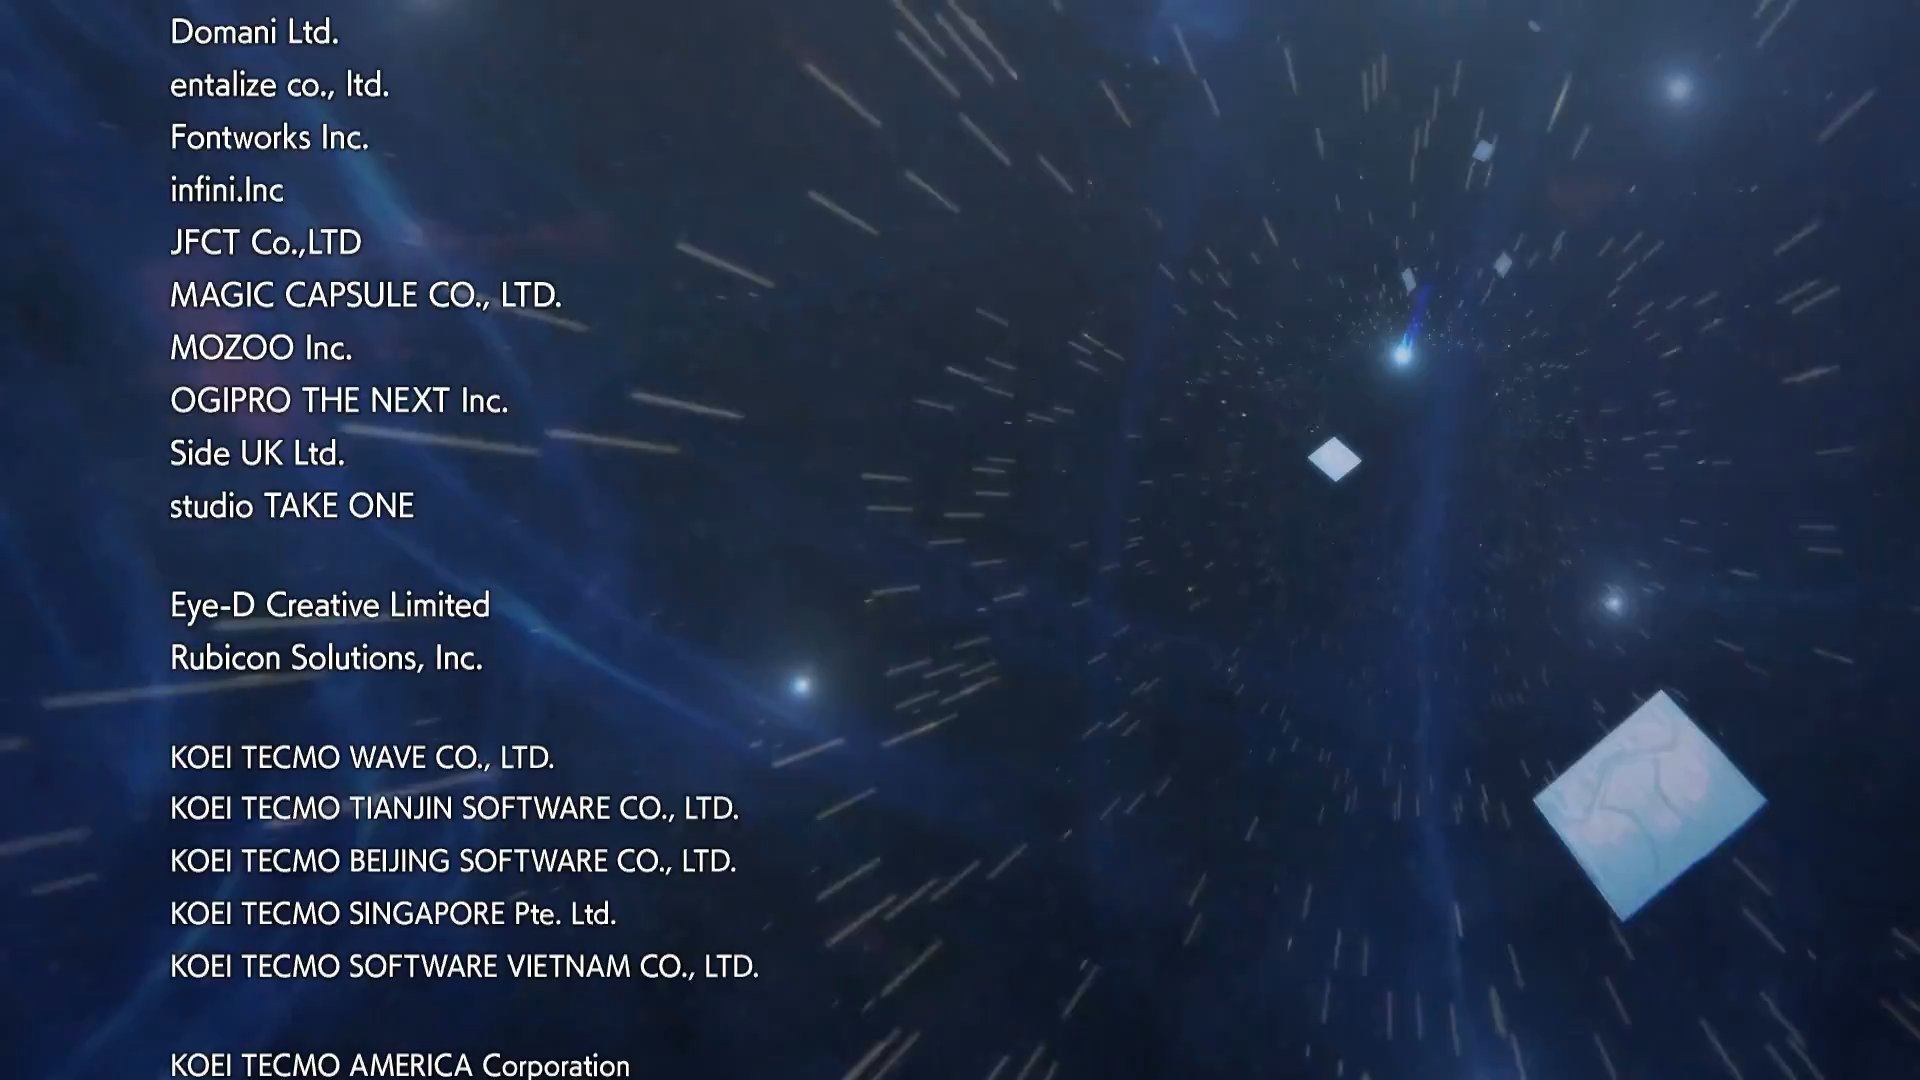 Domani Ltd.
entalize co., ltd.
Fontworks Inc.
infini.Inc
JFCT Co.,LTD
MAGIC CAPSULE CO., LTD.
MOZOO Inc.
OGIPRO THE NEXT Inc.
Side UK Ltd.
studio TAKE ONE
Eye-D Creative Limited
Rubicon Solutions, Inc.
KOEI TECMO WAVE CO., LTD.
KOEI TECMO TIANJIN SOFTWARE CO., LTD.
KOEI TECMO BEIJING SOFTWARE CO., LTD.
KOEI TECMO SINGAPORE Pte. Ltd.
KOEI TECMO SOFTWARE VIETNAM CO., LTD.
KOEI TECMO AMERICA Corporation